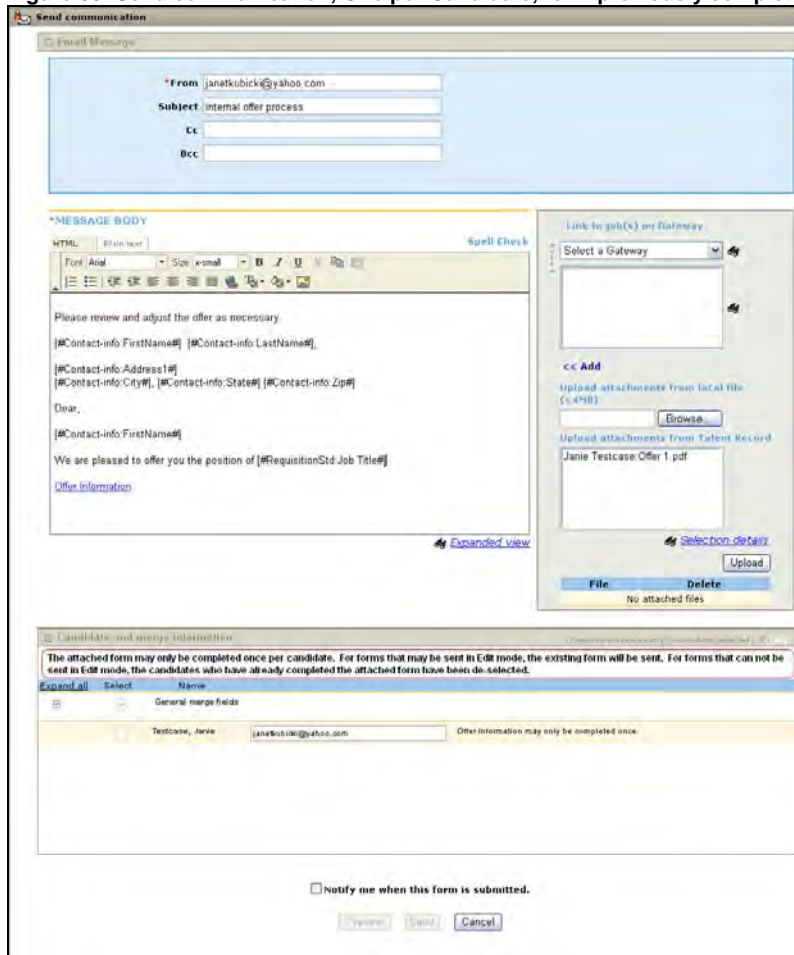 Send communication
Email Message
*From janetkubicki@yahoo.com
Subject internal offer process
Cc
Bcc
*MESSAGE BODY
HTML Plain text Spell Check
Font Arial Size x-small B I U
Please review and adjust the offer as necessary.
[#Contact-info:FirstName#] [#Contact-info:LastName#],
[#Contact-info:Address1#]
[#Contact-info:City#], [#Contact-info:State#] [#Contact-info:Zip#]
Dear,
[#Contact-info:FirstName#]
We are pleased to offer you the position of [#RequisitionStd:Job Title#]
Offer Information
Expanded view
Link to job(s) on Gateway
Select a Gateway
<< Add
Upload attachments from local file
(<4MB)
Browse...
Upload attachments from Talent Record
Janie Testcase Offer 1.pdf
Selection details
Upload
File Delete
No attached files
Candidate and merge information
The attached form may only be completed once per candidate. For forms that may be sent in Edit mode, the existing form will be sent. For forms that can not be
sent in Edit mode, the candidates who have already completed the attached form have been de-selected.
Expand all Select Name
General merge fields
Testcase, Janie janetkubicki@yahoo.com Offer Information may only be completed once.
Notify me when this form is submitted.
Preview Send Cancel